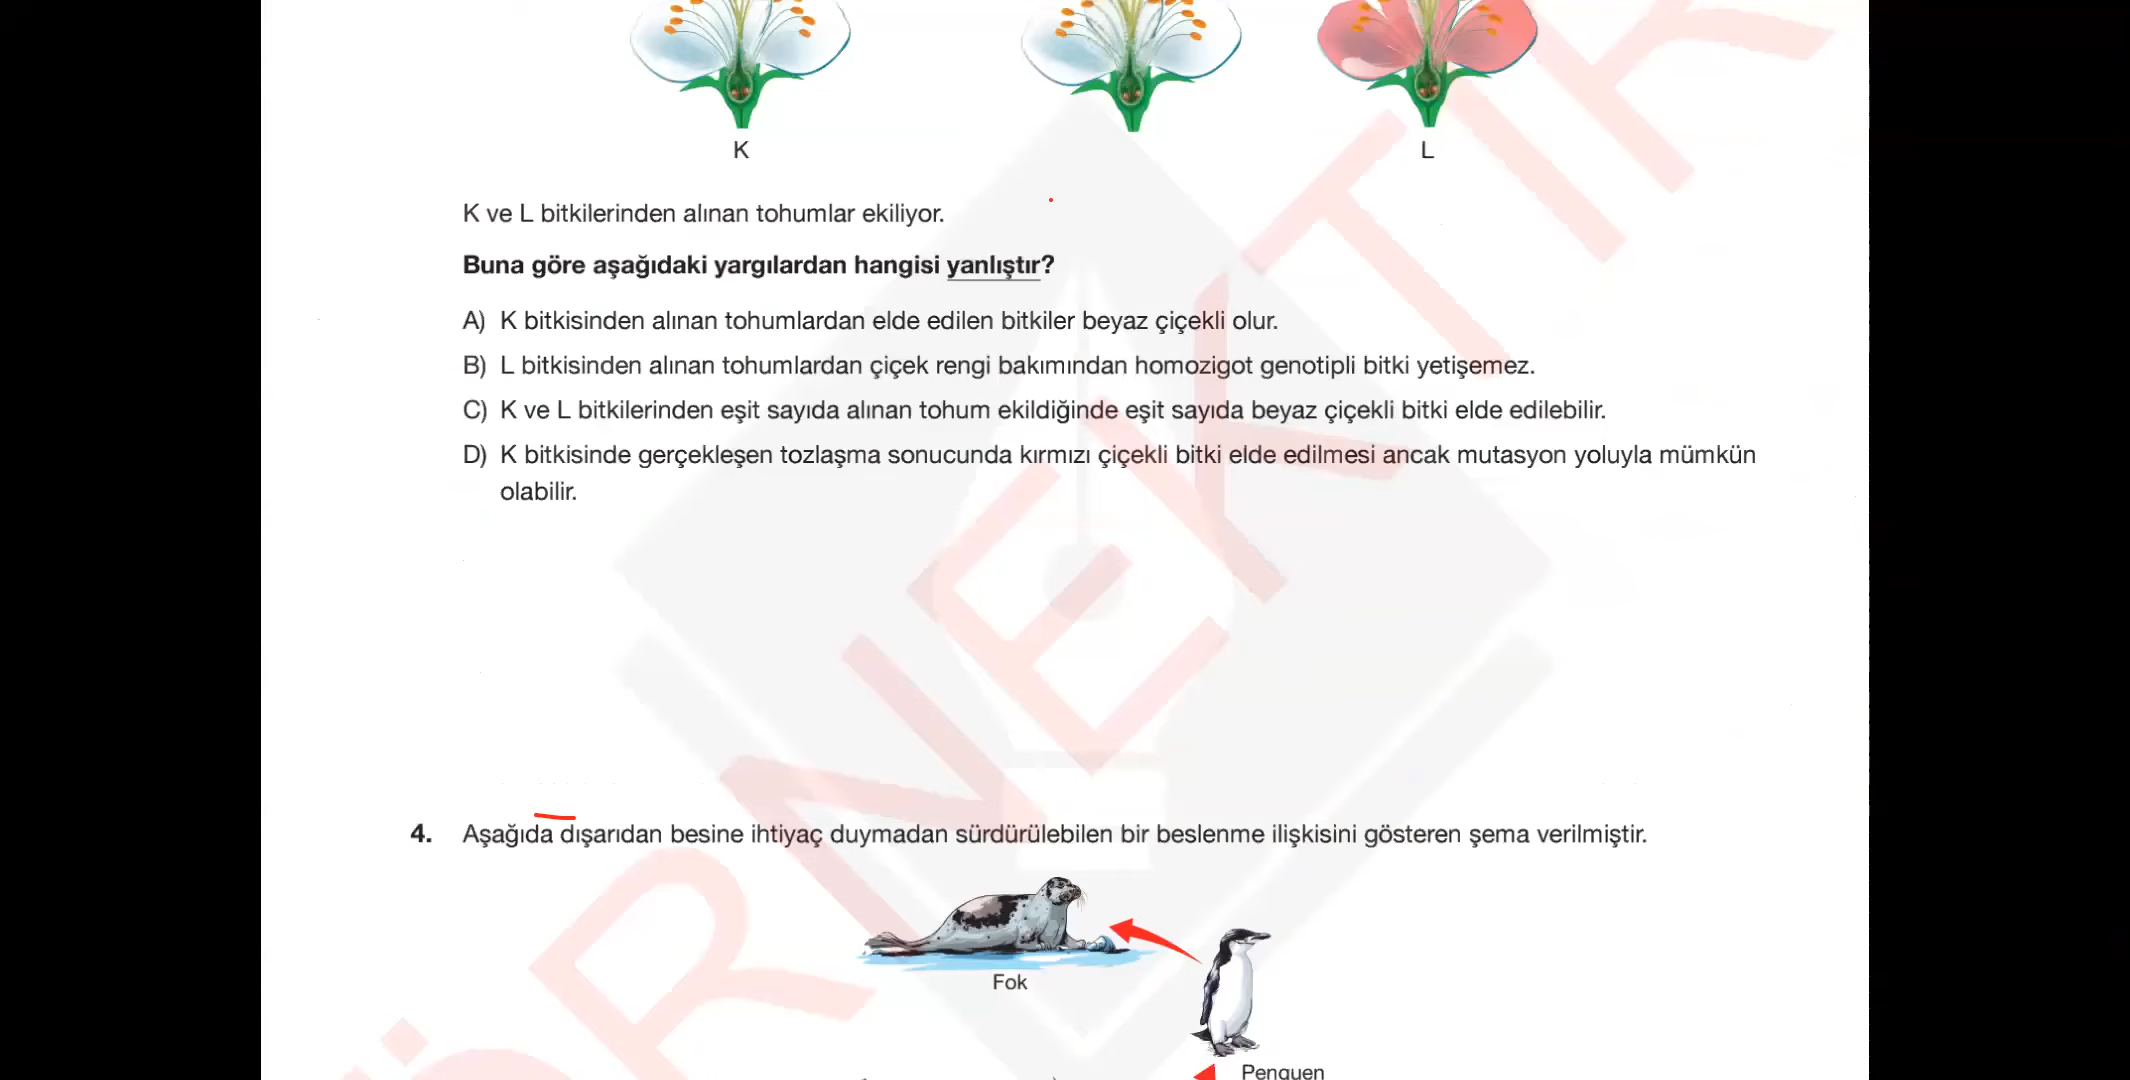 K
L
K ve L bitkilerinden alınan tohumlar ekiliyor.
Buna göre aşağıdaki yargılardan hangisi yanlıştır?
A) K bitkisinden alınan tohumlardan elde edilen bitkiler beyaz çiçekli olur.
B) L bitkisinden alınan tohumlardan çiçek rengi bakımından homozigot genotipli bitki yetişemez.
C) K ve L bitkilerinden eşit sayıda alınan tohum ekildiğinde eşit sayıda beyaz çiçekli bitki elde edilebilir.
D) K bitkisinde gerçekleşen tozlaşma sonucunda kırmızı çiçekli bitki elde edilmesi ancak mutasyon yoluyla mümkün
olabilir.
4. Aşağıda dışarıdan besine ihtiyaç duymadan sürdürülebilen bir beslenme ilişkisini gösteren şema verilmiştir.
Fok
Penguen
ÖRNEKTİR